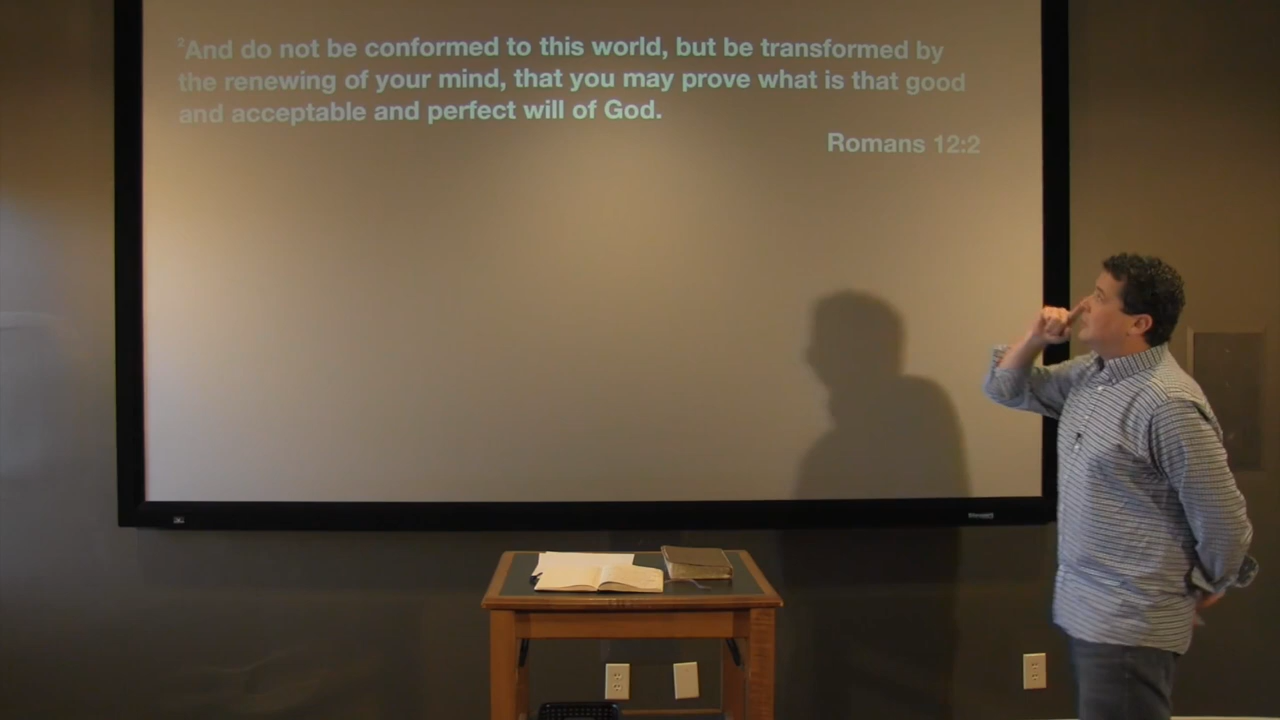 ²And do not be conformed to this world, but be transformed by
the renewing of your mind, that you may prove what is that good
and acceptable and perfect will of God.
Romans 12:2